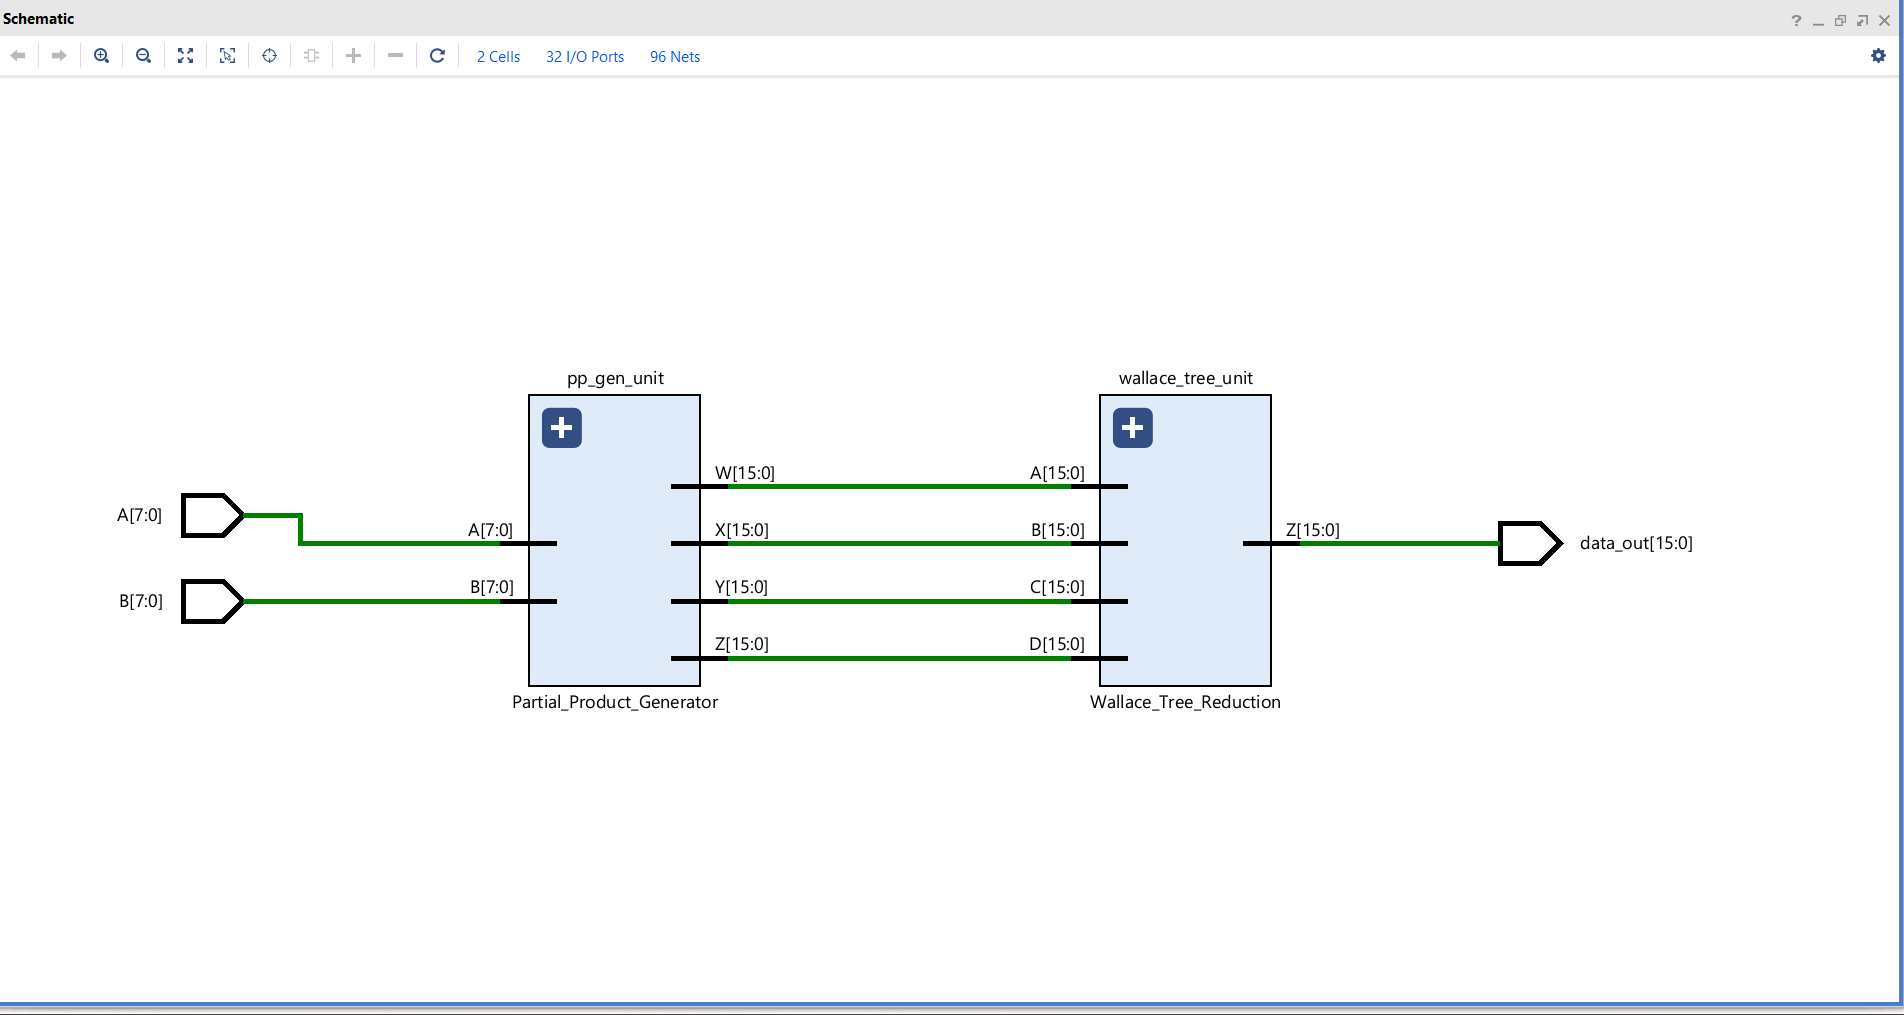 Schematic
?
2 Cells 32 I/O Ports 96 Nets
pp_gen_unit
wallace_tree_unit
W[15:0]
A[15:0]
A[7:0]
A[7:0]
X[15:0]
B[15:0]
Z[15:0]
data_out[15:0]
B[7:0]
B[7:0]
Y[15:0]
C[15:0]
Z[15:0]
D[15:0]
Partial_Product_Generator
Wallace_Tree_Reduction